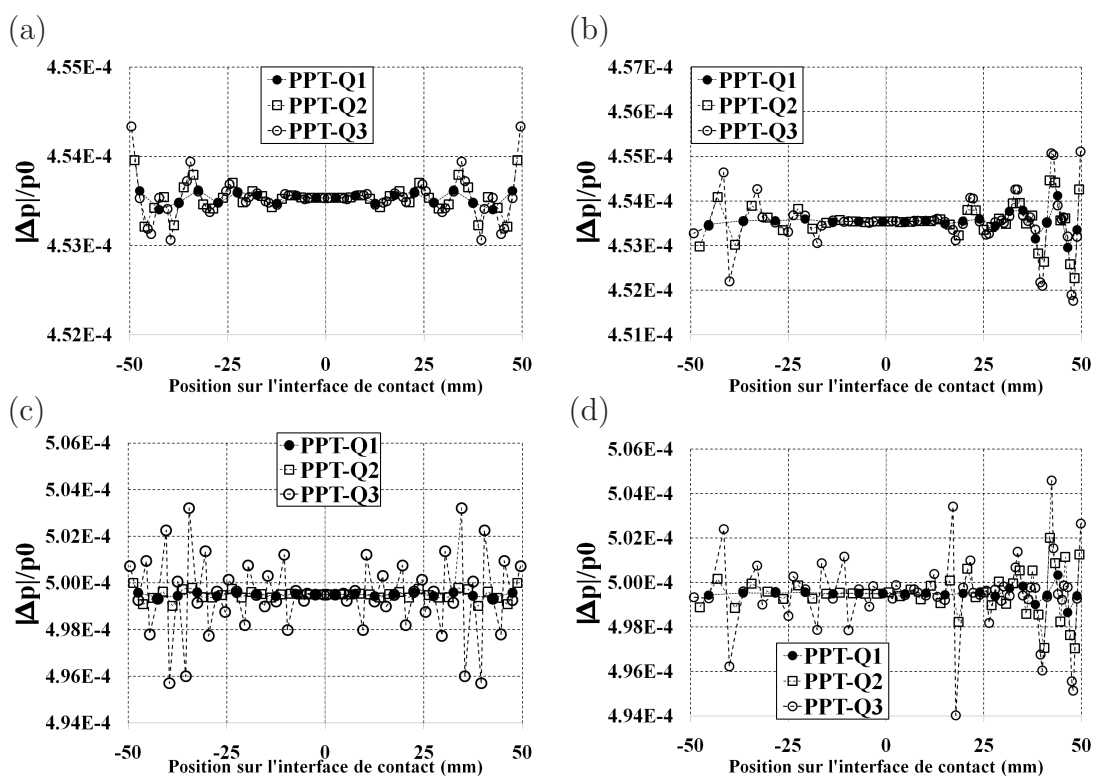 (a)
4.55E-4
4.54E-4
4.53E-4
4.52E-4
|Δp|/p0
PPT-Q1
PPT-Q2
PPT-Q3
-50 -25 0 25 50
Position sur l'interface de contact (mm)
(b)
4.57E-4
4.56E-4
4.55E-4
4.54E-4
4.53E-4
4.52E-4
4.51E-4
|Δp|/p0
PPT-Q1
PPT-Q2
PPT-Q3
-50 -25 0 25 50
Position sur l'interface de contact (mm)
(c)
5.06E-4
5.04E-4
5.02E-4
5.00E-4
4.98E-4
4.96E-4
4.94E-4
|Δp|/p0
PPT-Q1
PPT-Q2
PPT-Q3
-50 -25 0 25 50
Position sur l'interface de contact (mm)
(d)
5.06E-4
5.04E-4
5.02E-4
5.00E-4
4.98E-4
4.96E-4
4.94E-4
|Δp|/p0
PPT-Q1
PPT-Q2
PPT-Q3
-50 -25 0 25 50
Position sur l'interface de contact (mm)